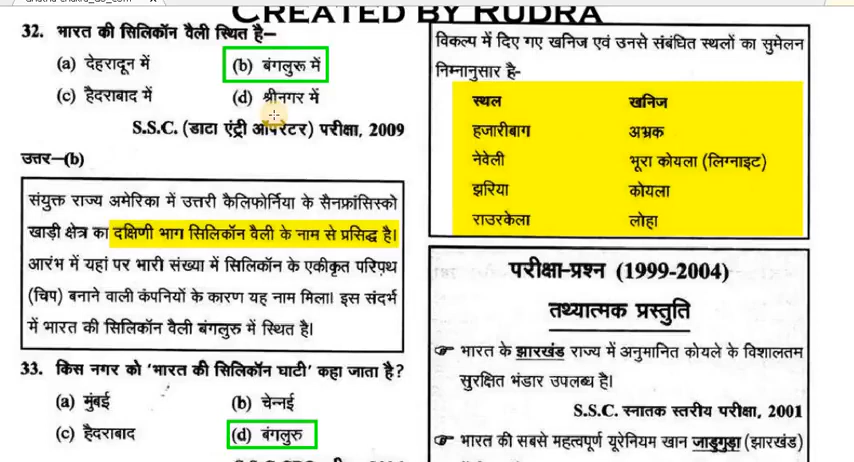 CREATED BY RUDRA
32. भारत की सिलिकॉन वैली स्थित है–
(a) देहरादून में
(b) बंगलुरू में
(c) हैदराबाद में
(d) श्रीनगर में
S.S.C. (डाटा एंट्री ऑपरेटर) परीक्षा, 2009
उत्तर–(b)
संयुक्त राज्य अमेरिका में उत्तरी कैलिफोर्निया के सैनफ्रांसिस्को
खाड़ी क्षेत्र का दक्षिणी भाग सिलिकॉन वैली के नाम से प्रसिद्ध है।
आरंभ में यहां पर भारी संख्या में सिलिकॉन के एकीकृत परिपथ
(चिप) बनाने वाली कंपनियों के कारण यह नाम मिला। इस संदर्भ
में भारत की सिलिकॉन वैली बंगलुरु में स्थित है।
33. किस नगर को 'भारत की सिलिकॉन घाटी' कहा जाता है?
(a) मुंबई
(b) चेन्नई
(c) हैदराबाद
(d) बंगलुरु
विकल्प में दिए गए खनिज एवं उनसे संबंधित स्थलों का सुमेलन
निम्नानुसार है-
स्थल खनिज
हजारीबाग अभ्रक
नेवेली भूरा कोयला (लिग्नाइट)
झरिया कोयला
राउरकेला लोहा
परीक्षा-प्रश्न (1999-2004)
तथ्यात्मक प्रस्तुति
☞ भारत के झारखंड राज्य में अनुमानित कोयले के विशालतम
सुरक्षित भंडार उपलब्ध है।
S.S.C. स्नातक स्तरीय परीक्षा, 2001
☞ भारत की सबसे महत्वपूर्ण यूरेनियम खान जादुगुड़ा (झारखंड)